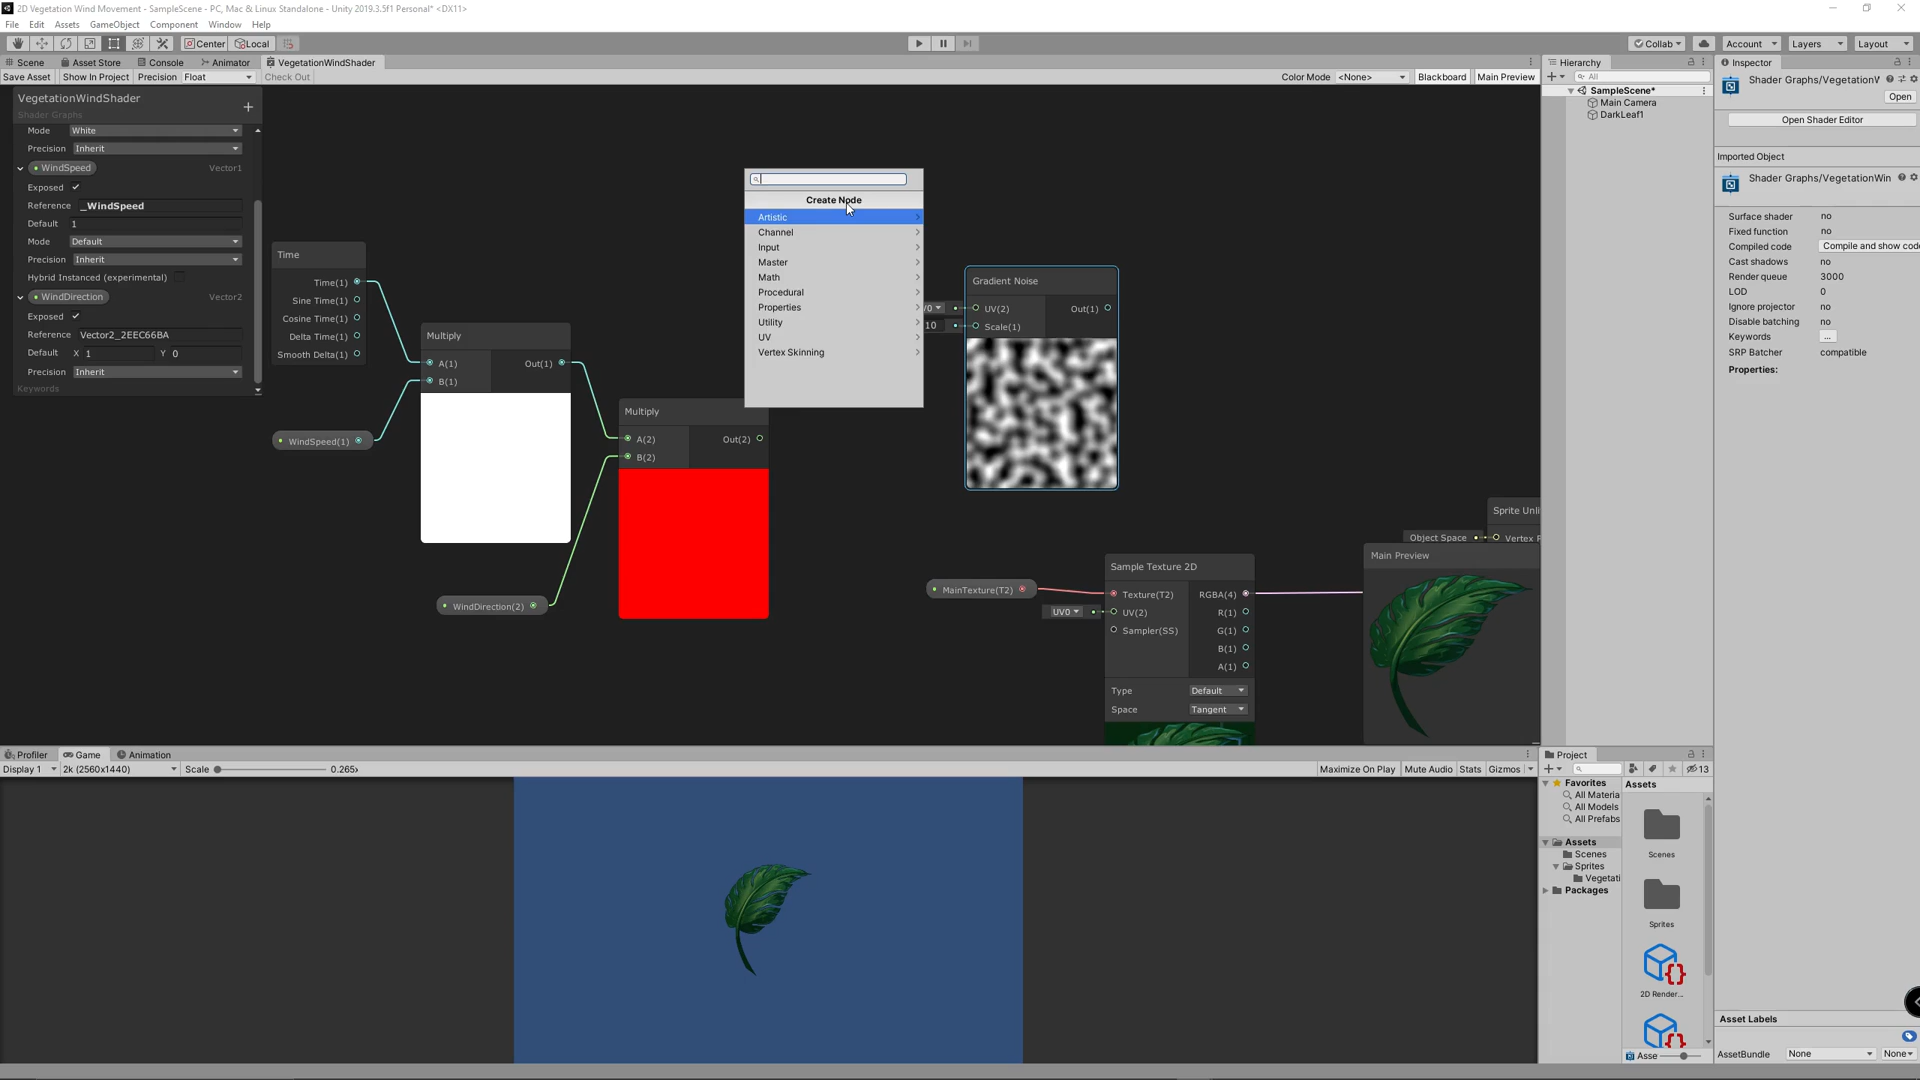 2D Vegetation Wind Movement - SampleScene - PC, Mac & Linux Standalone - Unity 2019.3.5f1 Personal* <DX11>
File Edit Assets GameObject Component Window Help
Center Local Collab Account Layers Layout
Scene Asset Store Console Animator VegetationWindShader
Save Asset Show In Project Precision Float Check Out Color Mode <None> Blackboard Main Preview
VegetationWindShader
Shader Graphs
Mode White
Precision Inherit
WindSpeed Vector1
Exposed
Reference _WindSpeed
Default 1
Mode Default
Precision Inherit
Hybrid Instanced (experimental)
WindDirection Vector2
Exposed
Reference Vector2_2EEC66BA
Default X 1 Y 0
Precision Inherit
Keywords
Time
Time(1)
Sine Time(1)
Cosine Time(1)
Delta Time(1)
Smooth Delta(1)
WindSpeed(1)
Multiply
A(1) Out(1)
B(1)
WindDirection(2)
Multiply
A(2) Out(2)
B(2)
Create Node
Artistic
Channel
Input
Master
Math
Procedural
Properties
Utility
UV
Vertex Skinning
Gradient Noise
UV(2) Out(1)
10 Scale(1)
MainTexture(T2)
UV0
Sample Texture 2D
Texture(T2) RGBA(4)
UV(2) R(1)
Sampler(SS) G(1)
B(1)
A(1)
Type Default
Space Tangent
Sprite Unli
Object Space Vertex P
Main Preview
Hierarchy
All
SampleScene*
Main Camera
DarkLeaf1
Inspector
Shader Graphs/VegetationV
Open
Open Shader Editor
Imported Object
Shader Graphs/VegetationWin
Surface shader no
Fixed function no
Compiled code Compile and show code
Cast shadows no
Render queue 3000
LOD 0
Ignore projector no
Disable batching no
Keywords ...
SRP Batcher compatible
Properties:
Profiler Game Animation
Display 1 2k (2560x1440) Scale 0.265x Maximize On Play Mute Audio Stats Gizmos
Project
13
Favorites
All Materia
All Models
All Prefabs
Assets
Scenes
Sprites
Vegetati
Packages
Assets
Scenes
Sprites
2D Render...
Asse
Asset Labels
AssetBundle None None